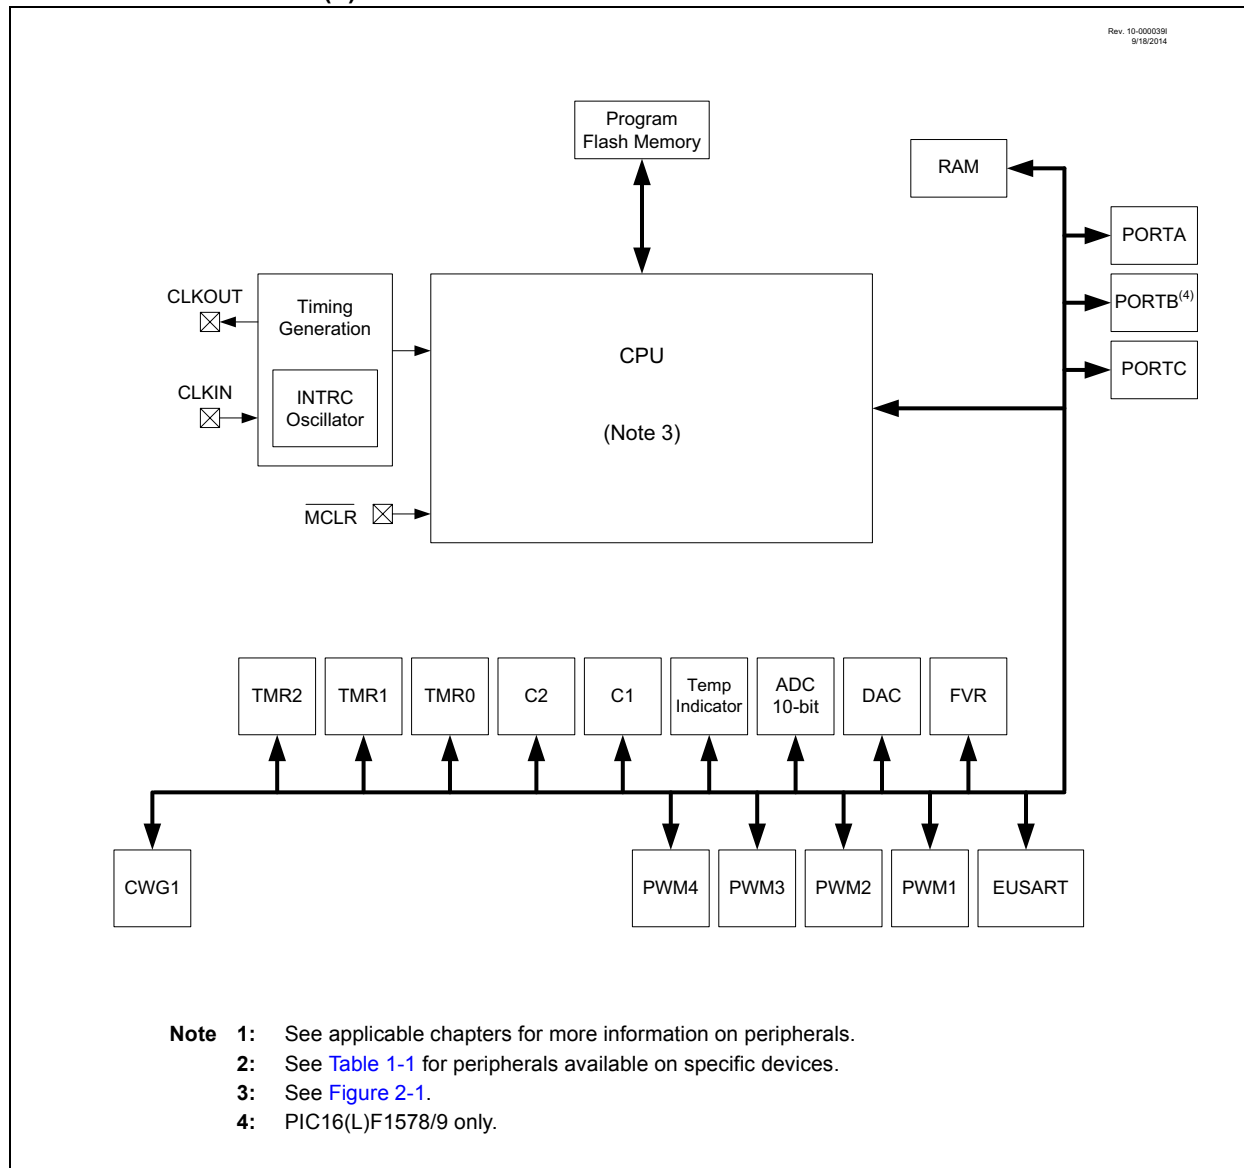 (L)
Rev. 10-000039I
9/18/2014
Program
Flash Memory
RAM
PORTA
CLKOUT
Timing
Generation
PORTB(4)
CPU
PORTC
CLKIN
INTRC
Oscillator
(Note 3)
MCLR
TMR2
TMR1
TMR0
C2
C1
Temp
Indicator
ADC
10-bit
DAC
FVR
CWG1
PWM4
PWM3
PWM2
PWM1
EUSART
Note 1: See applicable chapters for more information on peripherals.
2: See Table 1-1 for peripherals available on specific devices.
3: See Figure 2-1.
4: PIC16(L)F1578/9 only.